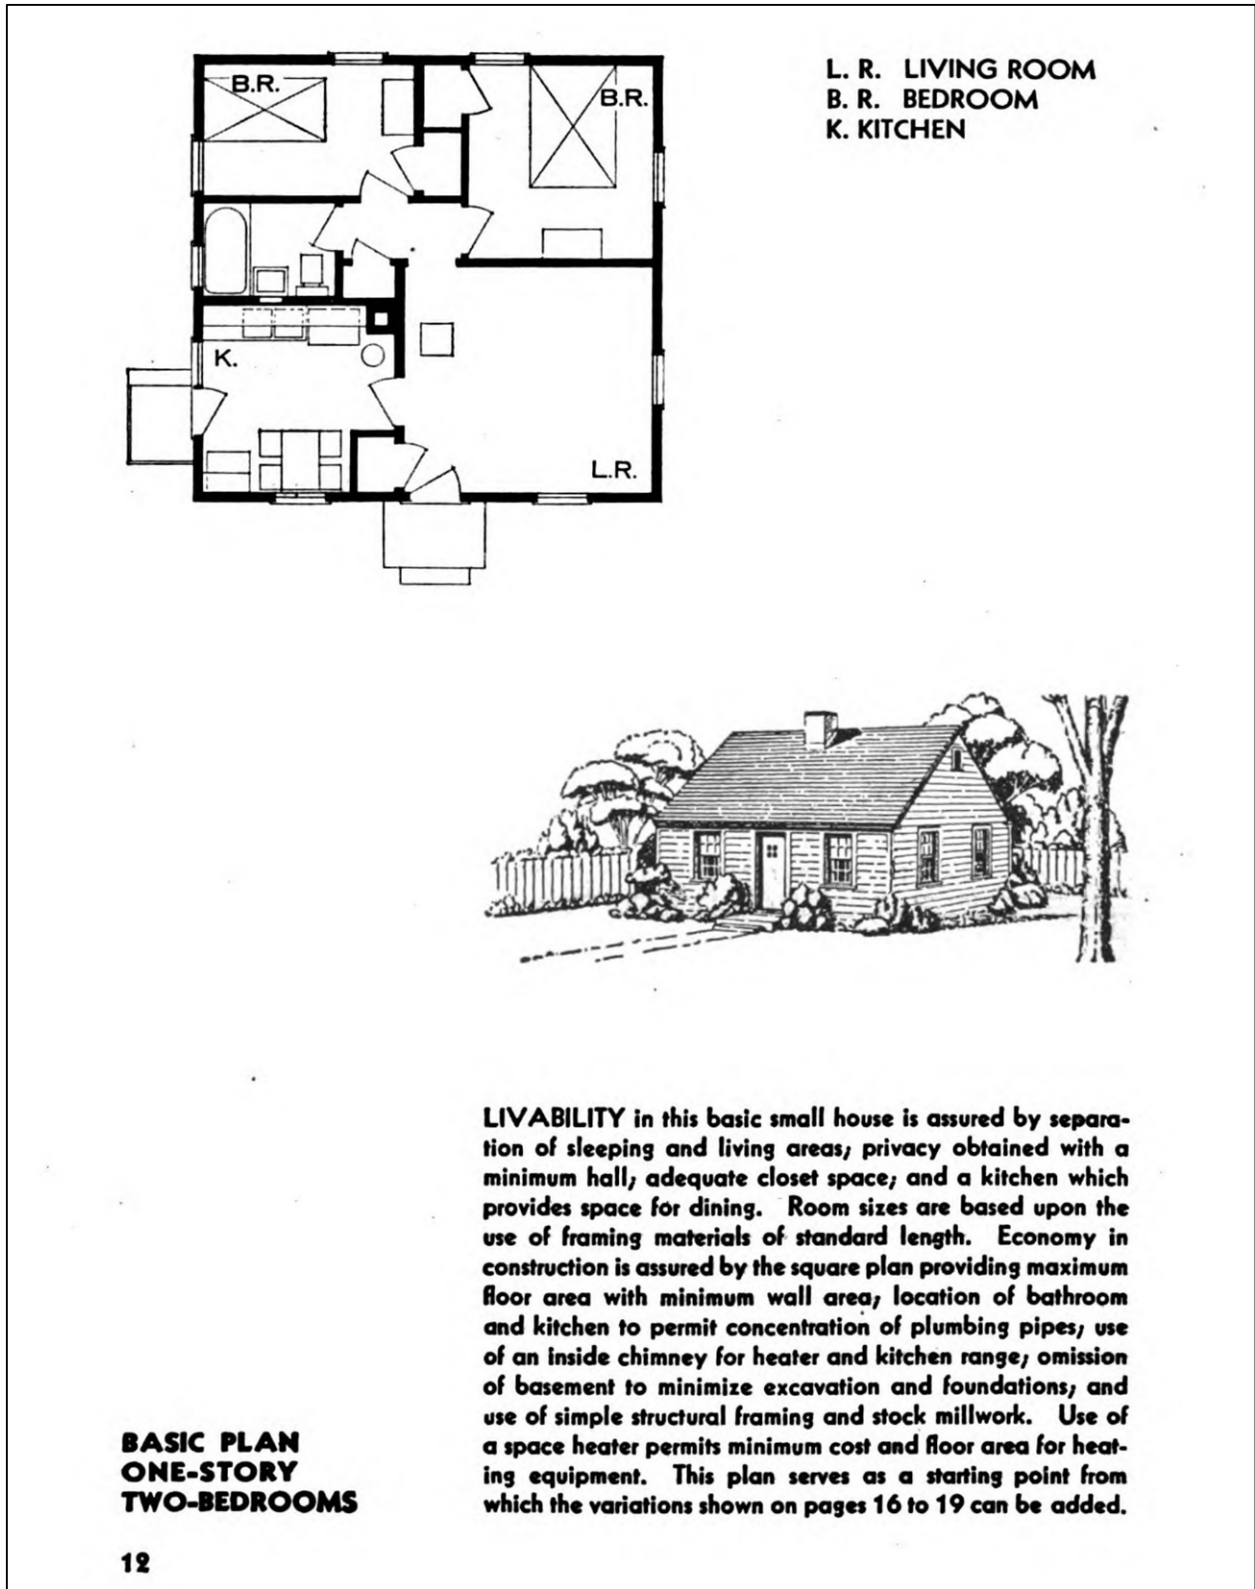 B.R.
B.R.
K.
L.R.
L. R. LIVING ROOM
B. R. BEDROOM
K. KITCHEN
LIVABILITY in this basic small house is assured by separa-
tion of sleeping and living areas; privacy obtained with a
minimum hall; adequate closet space; and a kitchen which
provides space for dining. Room sizes are based upon the
use of framing materials of standard length. Economy in
construction is assured by the square plan providing maximum
floor area with minimum wall area; location of bathroom
and kitchen to permit concentration of plumbing pipes; use
of an inside chimney for heater and kitchen range; omission
of basement to minimize excavation and foundations; and
use of simple structural framing and stock millwork. Use of
a space heater permits minimum cost and floor area for heat-
ing equipment. This plan serves as a starting point from
which the variations shown on pages 16 to 19 can be added.
BASIC PLAN
ONE-STORY
TWO-BEDROOMS
12